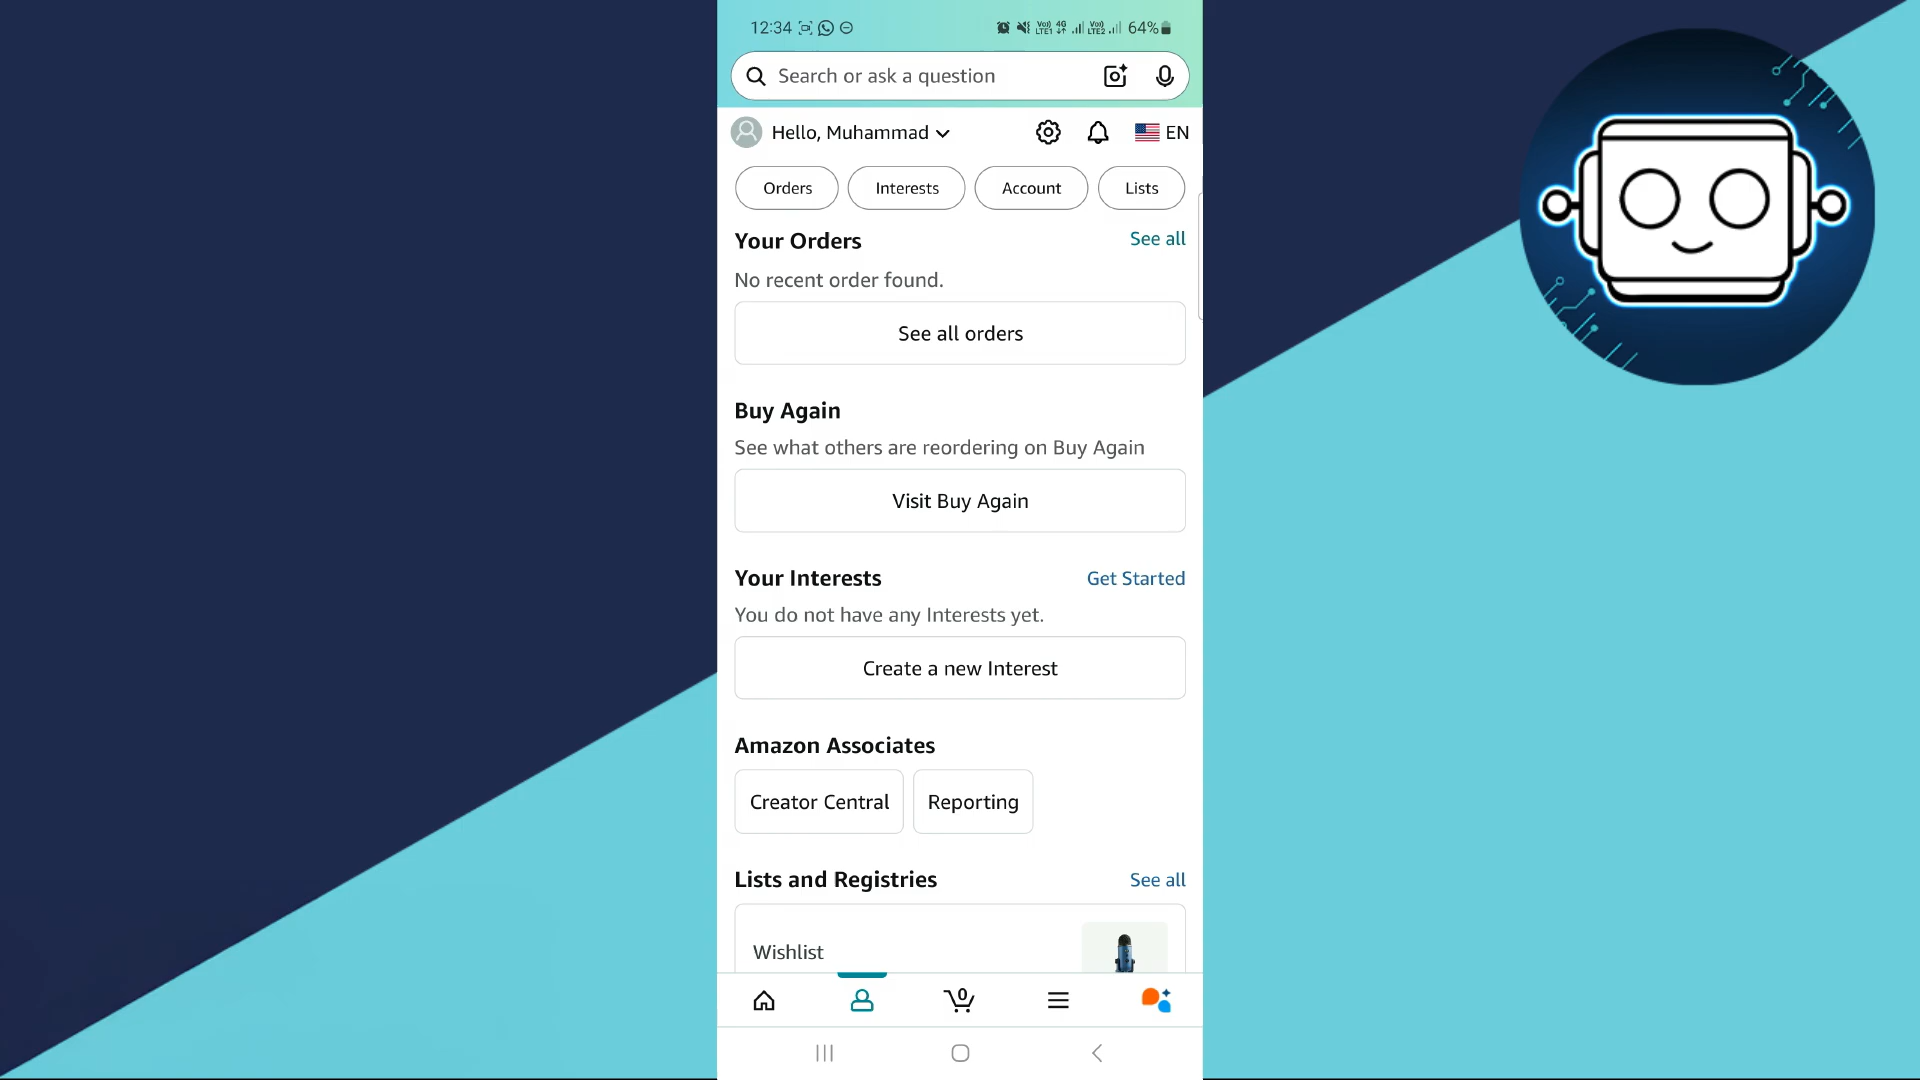 12:34
64%
Search or ask a question
Hello, Muhammad
EN
Orders
Interests
Account
Lists
Your Orders
See all
No recent order found.
See all orders
Buy Again
See what others are reordering on Buy Again
Visit Buy Again
Your Interests
Get Started
You do not have any Interests yet.
Create a new Interest
Amazon Associates
Creator Central
Reporting
Lists and Registries
See all
Wishlist
0